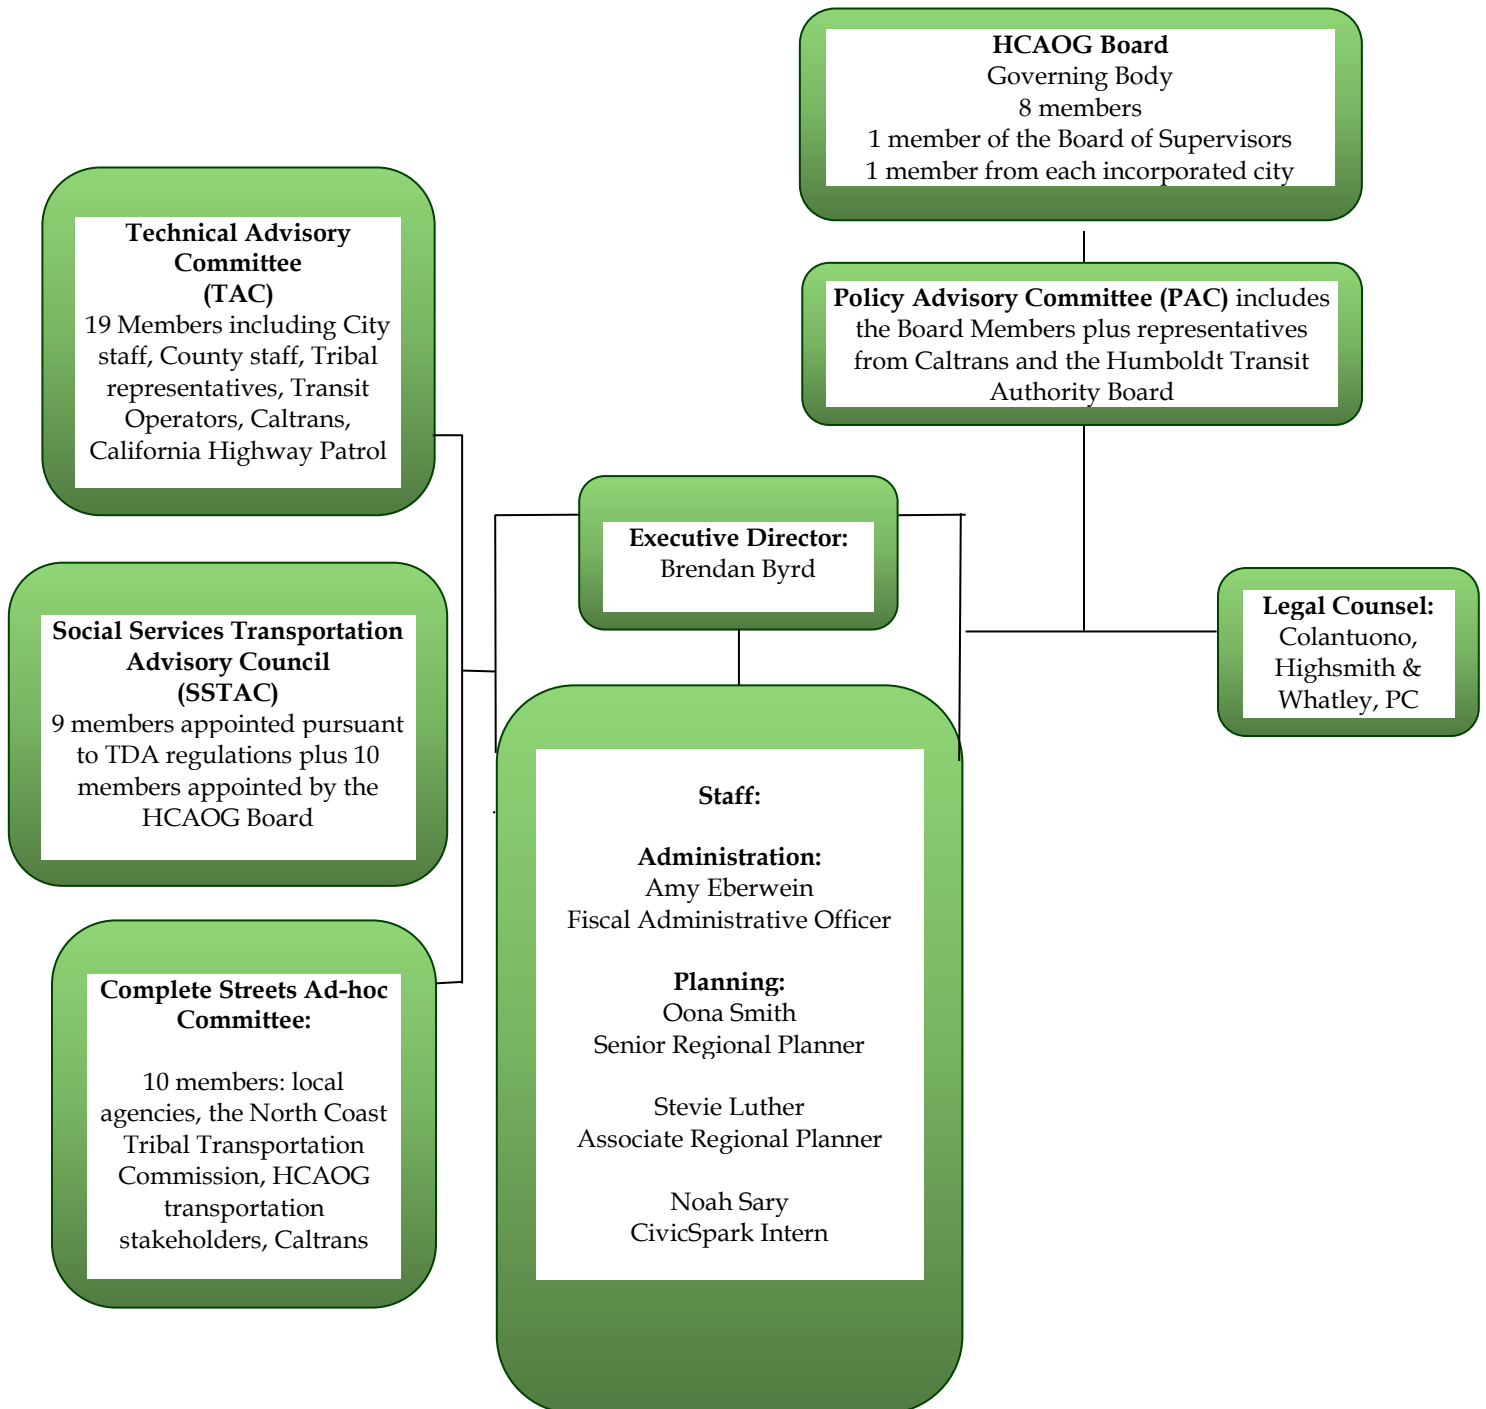 HCAOG Board
Governing Body
8 members
1 member of the Board of Supervisors
1 member from each incorporated city
Policy Advisory Committee (PAC) includes
the Board Members plus representatives
from Caltrans and the Humboldt Transit
Authority Board
Technical Advisory
Committee
(TAC)
19 Members including City
staff, County staff, Tribal
representatives, Transit
Operators, Caltrans,
California Highway Patrol
Executive Director:
Brendan Byrd
Legal Counsel:
Colantuono,
Highsmith &
Whatley, PC
Social Services Transportation
Advisory Council
(SSTAC)
9 members appointed pursuant
to TDA regulations plus 10
members appointed by the
HCAOG Board
Staff:
Administration:
Amy Eberwein
Fiscal Administrative Officer
Planning:
Oona Smith
Senior Regional Planner
Stevie Luther
Associate Regional Planner
Noah Sary
CivicSpark Intern
Complete Streets Ad-hoc
Committee:
10 members: local
agencies, the North Coast
Tribal Transportation
Commission, HCAOG
transportation
stakeholders, Caltrans